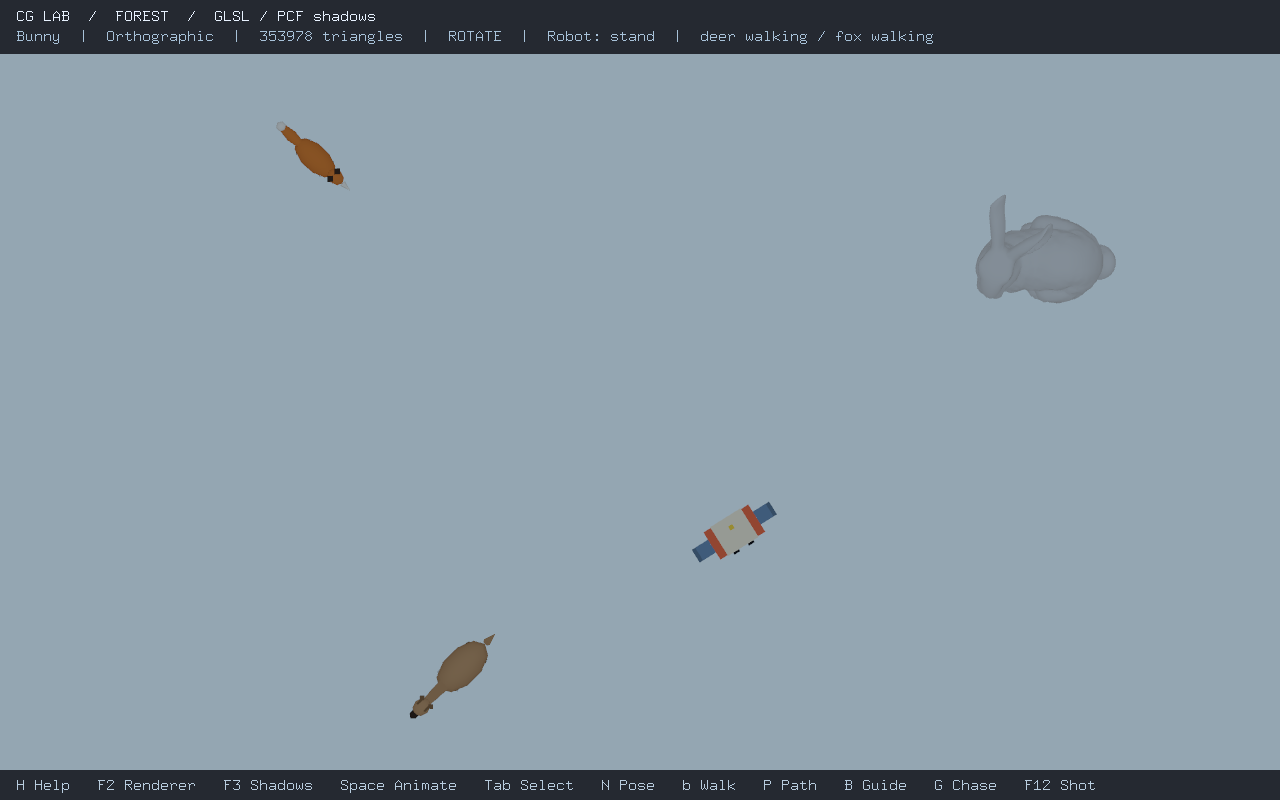 CG LAB  /  FOREST  /  GLSL / PCF shadows
Bunny  |  Orthographic  |  353978 triangles  |  ROTATE  |  Robot: stand  |  deer walking / fox walking
H Help   F2 Renderer   F3 Shadows   Space Animate   Tab Select   N Pose   b Walk   P Path   B Guide   G Chase   F12 Shot